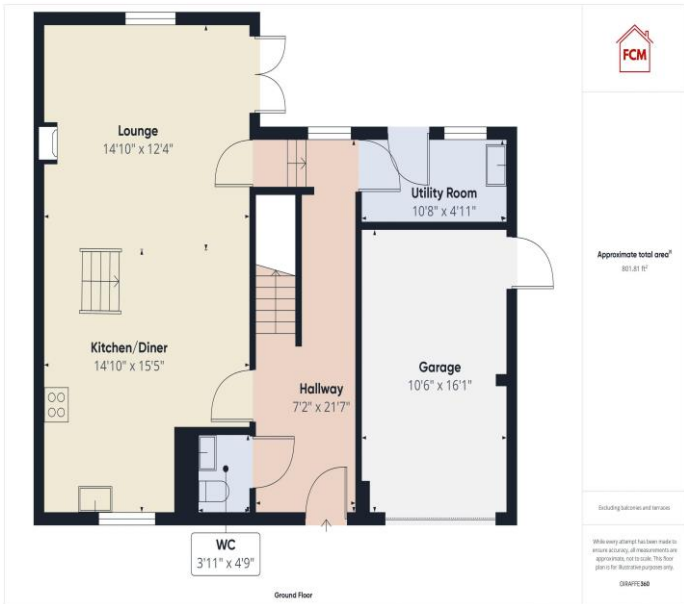 FCM
Lounge
14'10" x 12'4"
Utility Room
10'8" x 4'11"
Kitchen/Diner
14'10" x 15'5"
Hallway
7'2" x 21'7"
Garage
10'6" x 16'1"
WC
3'11" x 4'9"
Ground Floor
Approximate total area⁽¹⁾
801.81 ft²
Excluding balconies and terraces
While every attempt has been made to
ensure accuracy, all measurements are
approximate, not to scale. This floor
plan is for illustrative purposes only.
GIRAFFE360